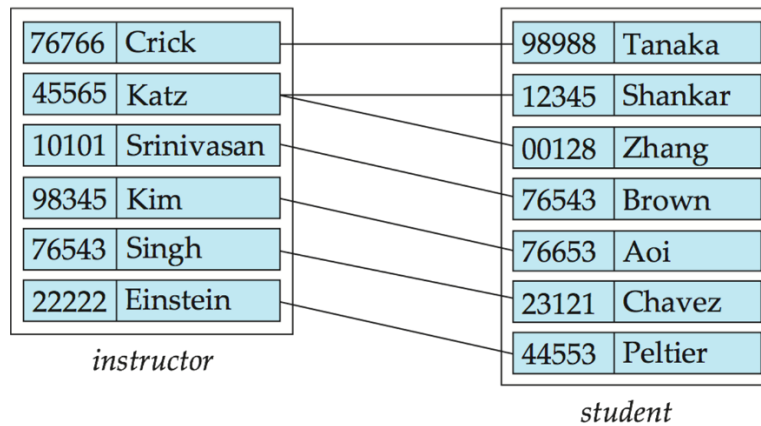 76766 Crick
45565 Katz
10101 Srinivasan
98345 Kim
76543 Singh
22222 Einstein
instructor
98988 Tanaka
12345 Shankar
00128 Zhang
76543 Brown
76653 Aoi
23121 Chavez
44553 Peltier
student